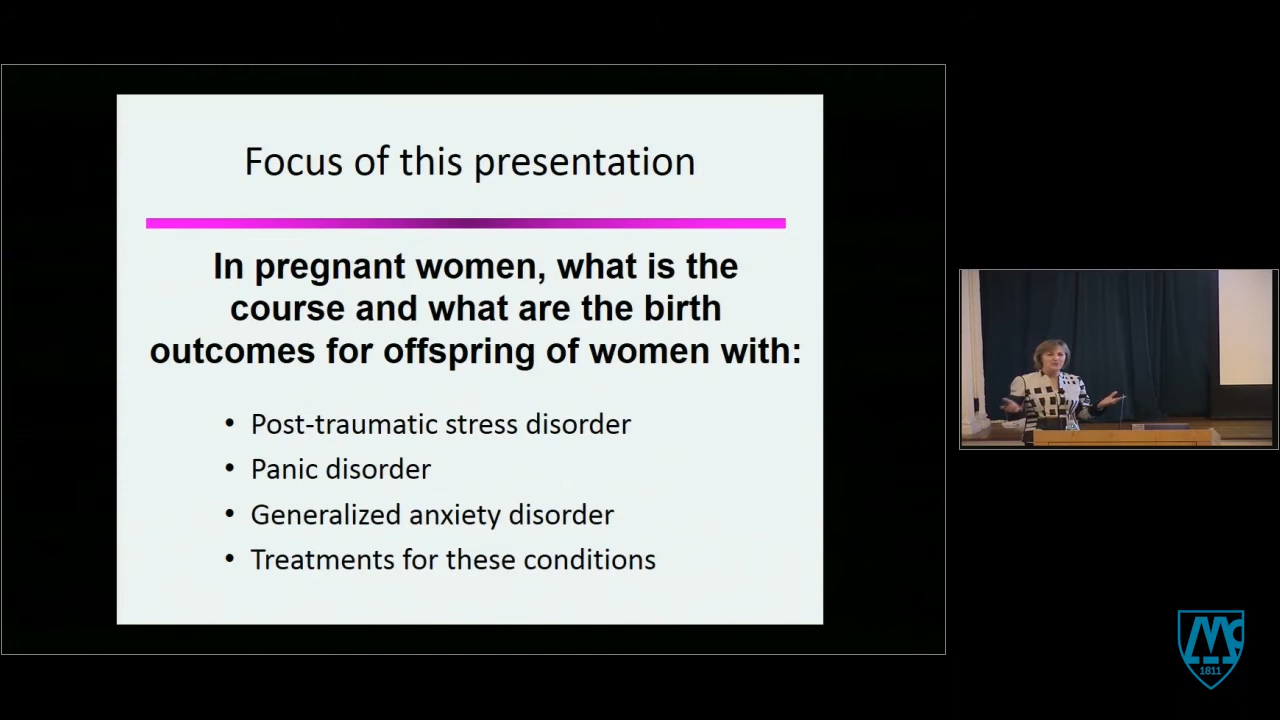 Focus of this presentation
In pregnant women, what is the
course and what are the birth
outcomes for offspring of women with:
• Post-traumatic stress disorder
• Panic disorder
• Generalized anxiety disorder
• Treatments for these conditions
Mc
1811